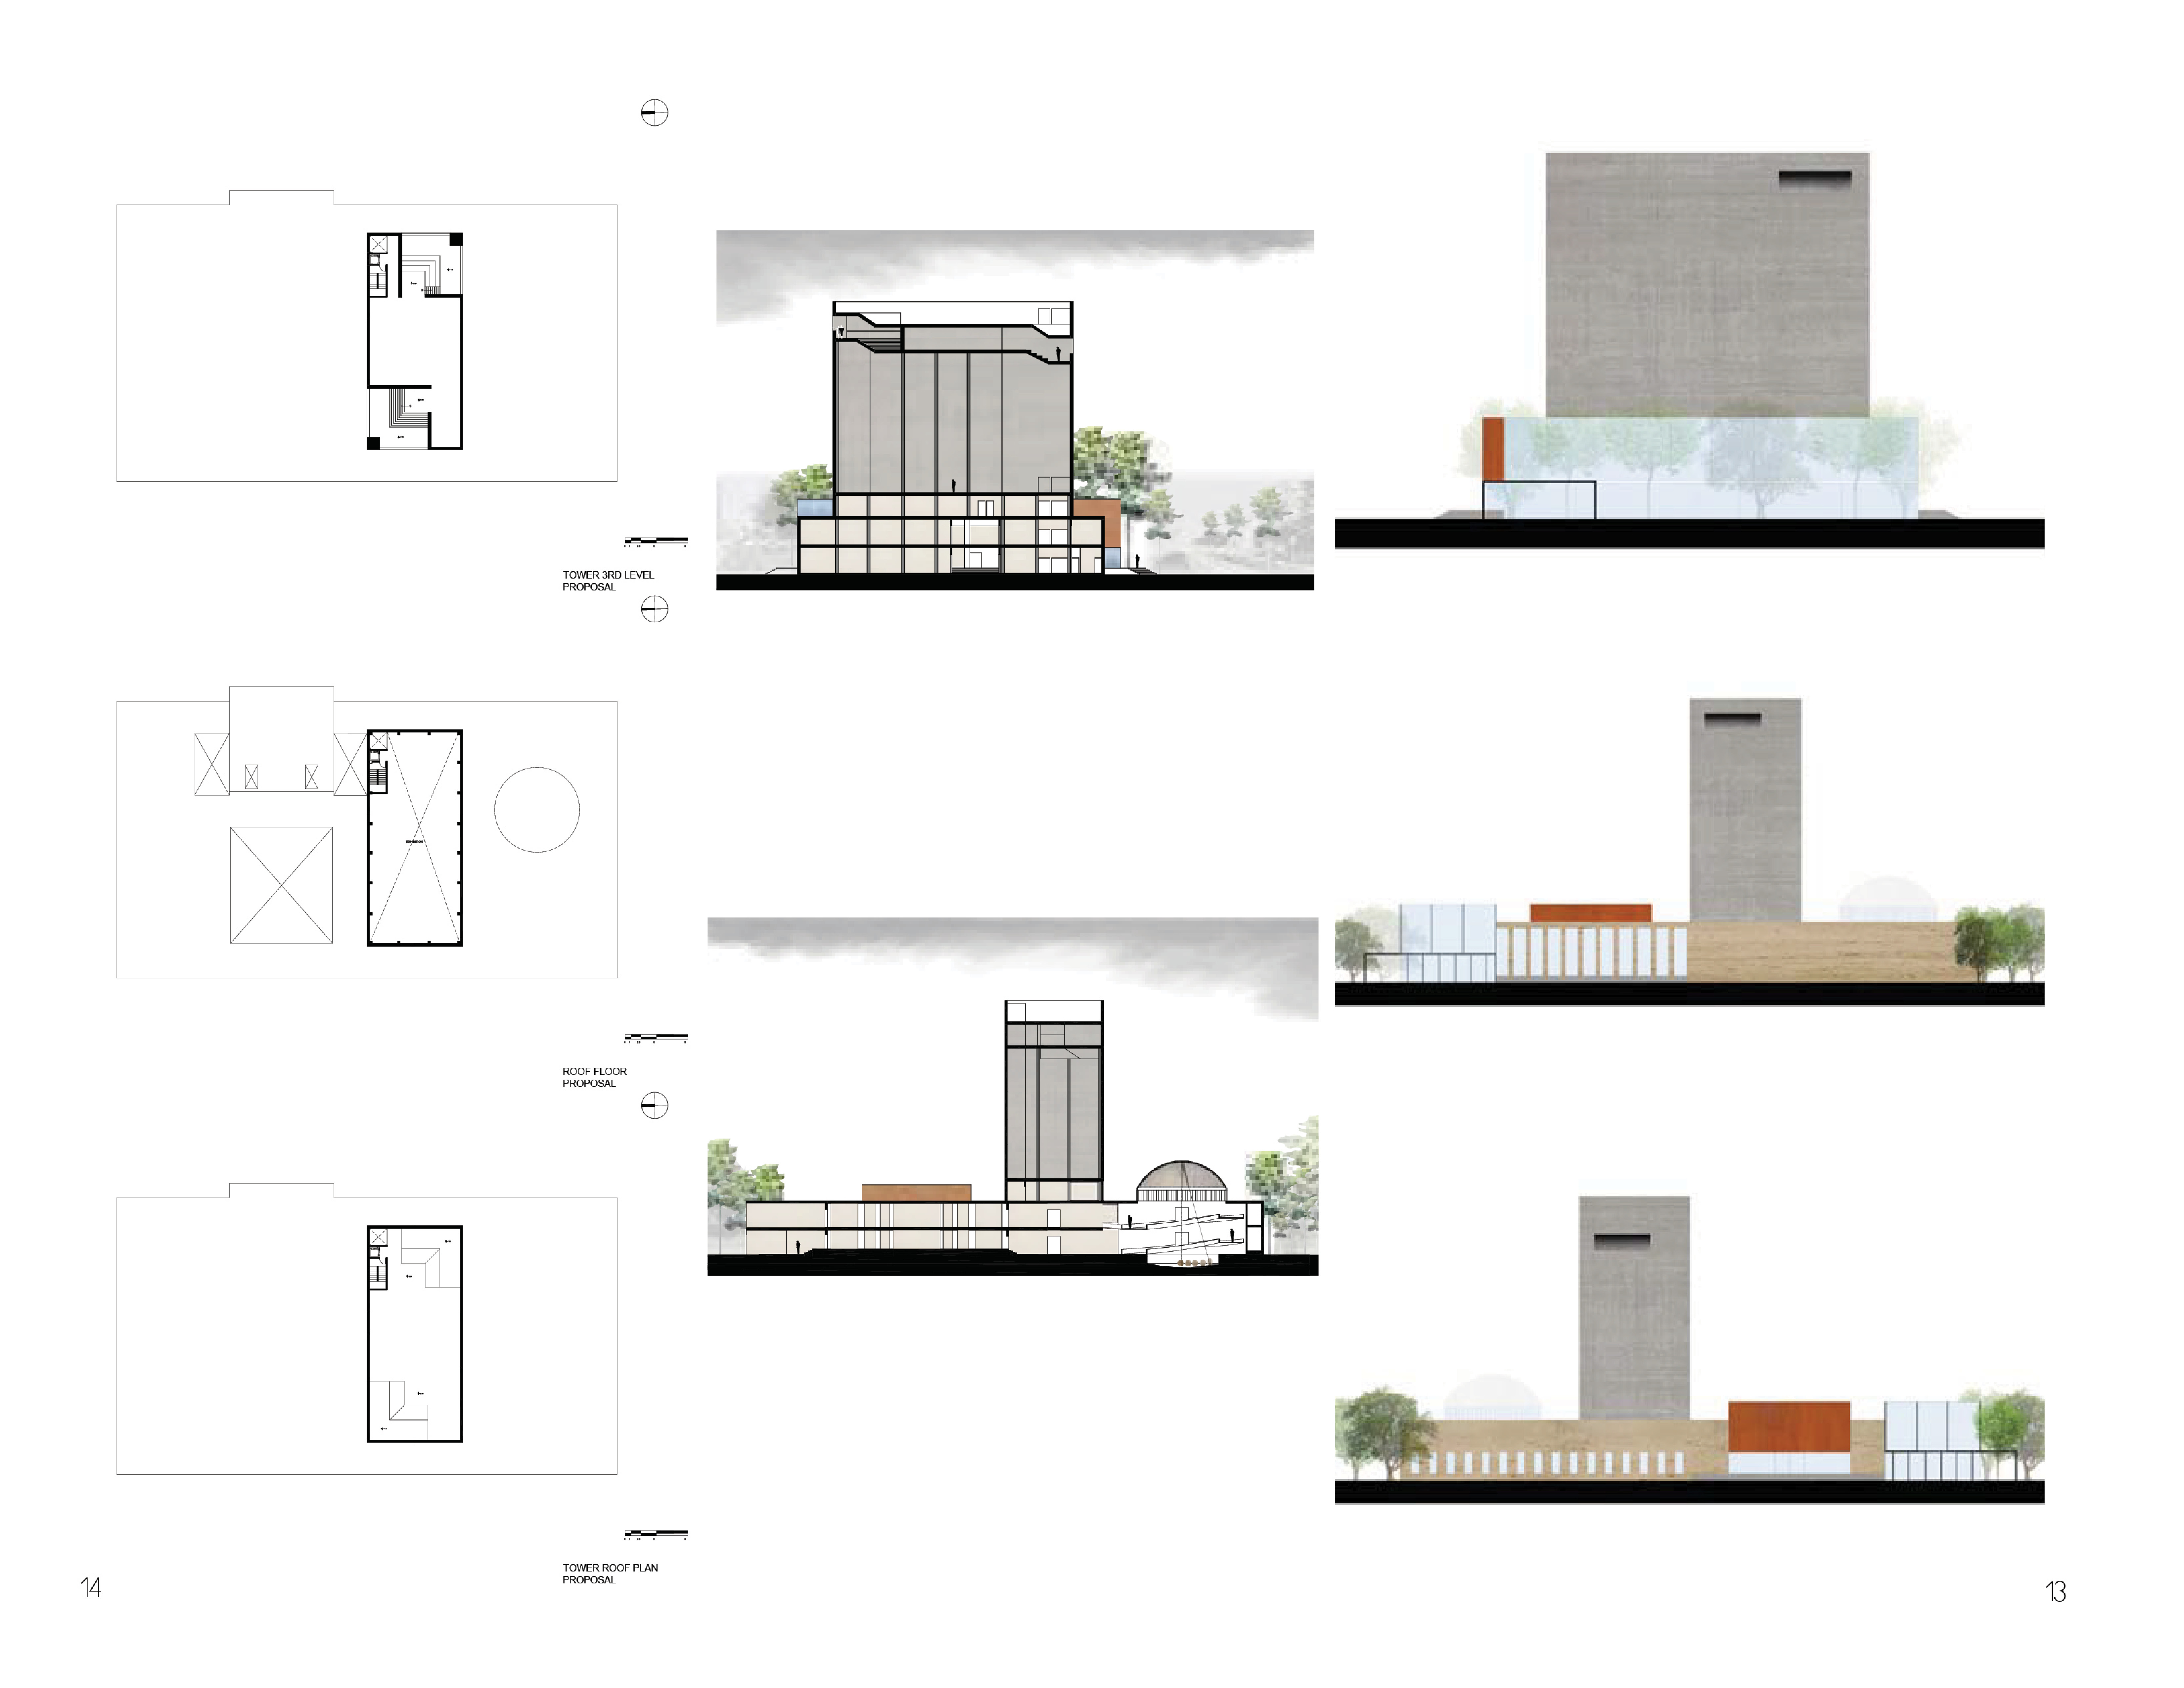 TOWER 3RD LEVEL
PROPOSAL
ROOF FLOOR
PROPOSAL
TOWER ROOF PLAN
PROPOSAL
14
13